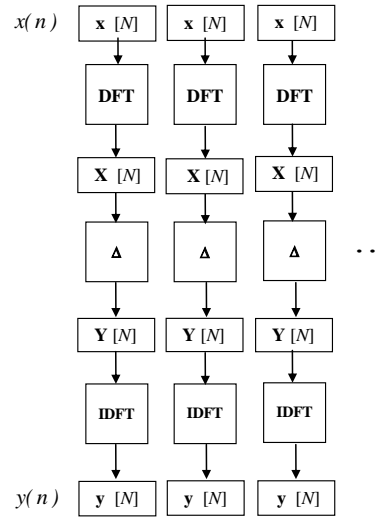 x(n) x [N] x [N] x [N]
DFT DFT DFT
X [N] X [N] X [N]
Δ Δ Δ . .
Y [N] Y [N] Y [N]
IDFT IDFT IDFT
y(n) y [N] y [N] y [N]